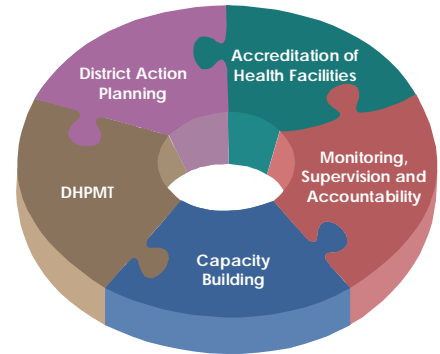 Accreditation of
Health Facilities
District Action
Planning
Monitoring,
Supervision and
Accountability
DHPMT
Capacity
Building